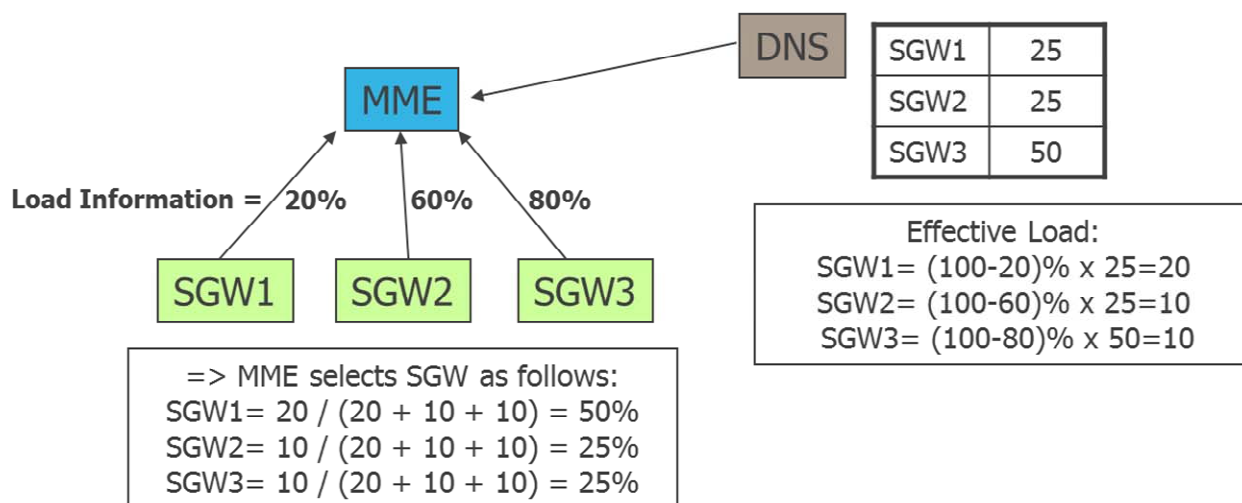 DNS
SGW1 25
SGW2 25
SGW3 50
MME
Load Information = 20% 60% 80%
SGW1 SGW2 SGW3
Effective Load:
SGW1= (100-20)% x 25=20
SGW2= (100-60)% x 25=10
SGW3= (100-80)% x 50=10
=> MME selects SGW as follows:
SGW1= 20 / (20 + 10 + 10) = 50%
SGW2= 10 / (20 + 10 + 10) = 25%
SGW3= 10 / (20 + 10 + 10) = 25%